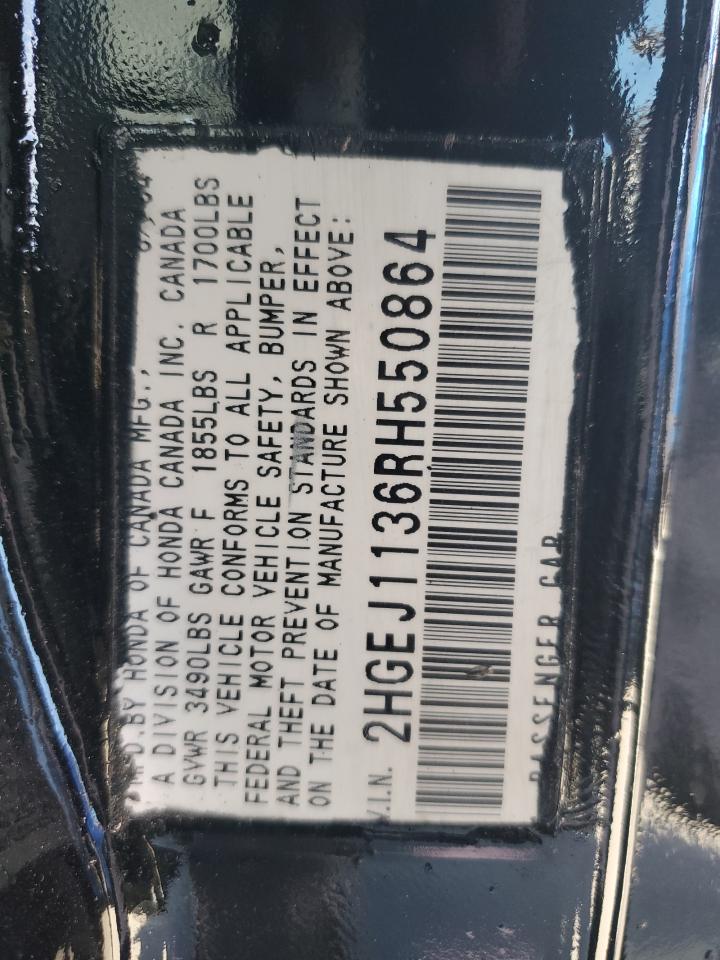 MFD.BY HONDA OF CANADA MFG.,
A DIVISION OF HONDA CANADA INC. CANADA
GVWR 3490LBS GAWR F 1855LBS R 1700LBS
THIS VEHICLE CONFORMS TO ALL APPLICABLE
FEDERAL MOTOR VEHICLE SAFETY, BUMPER,
AND THEFT PREVENTION STANDARDS IN EFFECT
ON THE DATE OF MANUFACTURE SHOWN ABOVE:
V.I.N. 2HGEJ1136RH550864
PASSENGER CAR